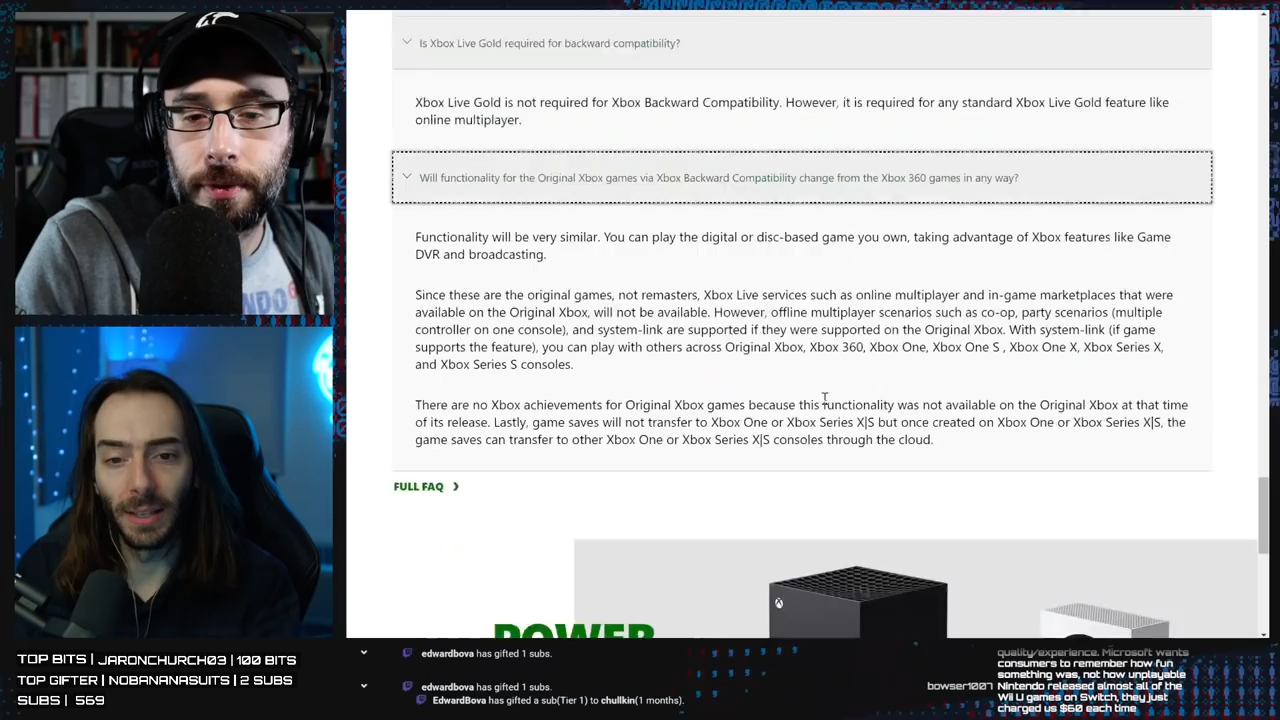 Is Xbox Live Gold required for backward compatibility?
Xbox Live Gold is not required for Xbox Backward Compatibility. However, it is required for any standard Xbox Live Gold feature like
online multiplayer.
Will functionality for the Original Xbox games via Xbox Backward Compatibility change from the Xbox 360 games in any way?
Functionality will be very similar. You can play the digital or disc-based game you own, taking advantage of Xbox features like Game
DVR and broadcasting.
Since these are the original games, not remasters, Xbox Live services such as online multiplayer and in-game marketplaces that were
available on the Original Xbox, will not be available. However, offline multiplayer scenarios such as co-op, party scenarios (multiple
controller on one console), and system-link are supported if they were supported on the Original Xbox. With system-link (if game
supports the feature), you can play with others across Original Xbox, Xbox 360, Xbox One, Xbox One S , Xbox One X, Xbox Series X,
and Xbox Series S consoles.
There are no Xbox achievements for Original Xbox games because this functionality was not available on the Original Xbox at that time
of its release. Lastly, game saves will not transfer to Xbox One or Xbox Series X|S but once created on Xbox One or Xbox Series X|S, the
game saves can transfer to other Xbox One or Xbox Series X|S consoles through the cloud.
FULL FAQ
POWER
TOP BITS | JARONCHURCH03 | 100 BITS
TOP GIFTER | NOBANANASUITS | 2 SUBS
SUBS | 569
edwardbova has gifted 1 subs.
edwardbova has gifted 1 subs.
EdwardBova has gifted a sub(Tier 1) to chullkin(1 months).
quality/experience. Microsoft wants
consumers to remember how fun
something was, not how unplayable
bowser1007 Nintendo released almost all of the
Wii U games on Switch, they just
charged us $60 each time